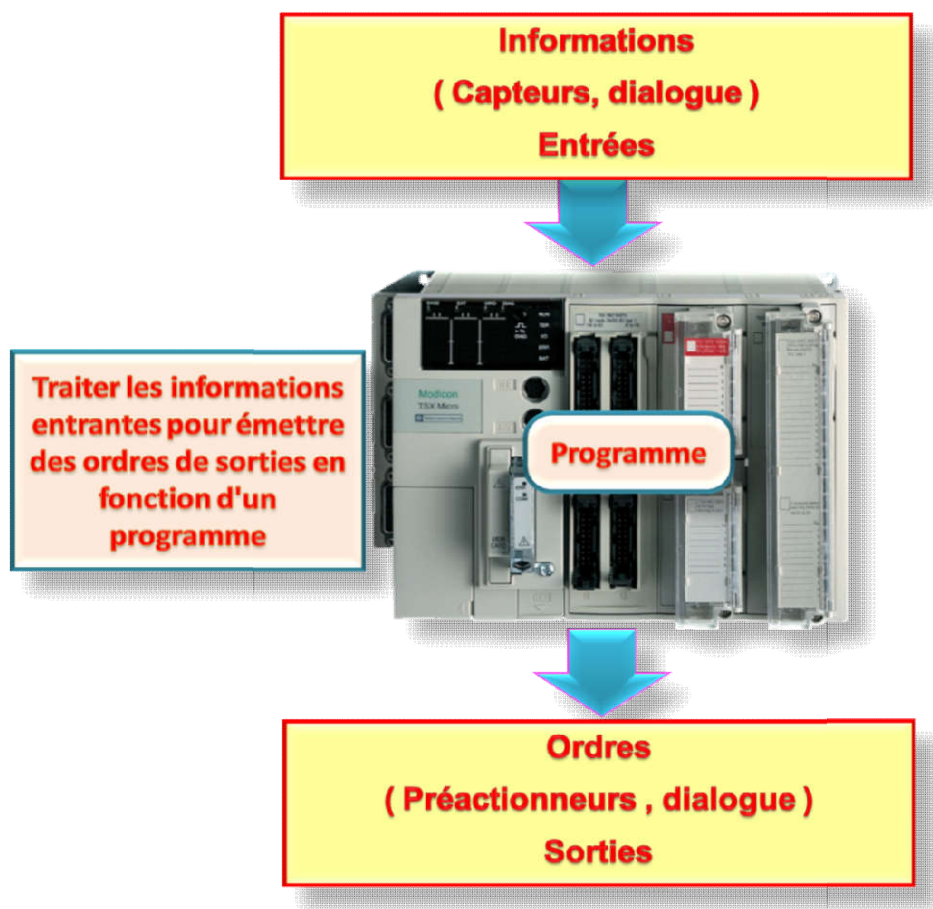 Informations
( Capteurs, dialogue )
Entrées
Traiter les informations
entrantes pour émettre
des ordres de sorties en
fonction d'un
programme
Modicon
TSX Micro
Programme
Ordres
( Préactionneurs , dialogue )
Sorties